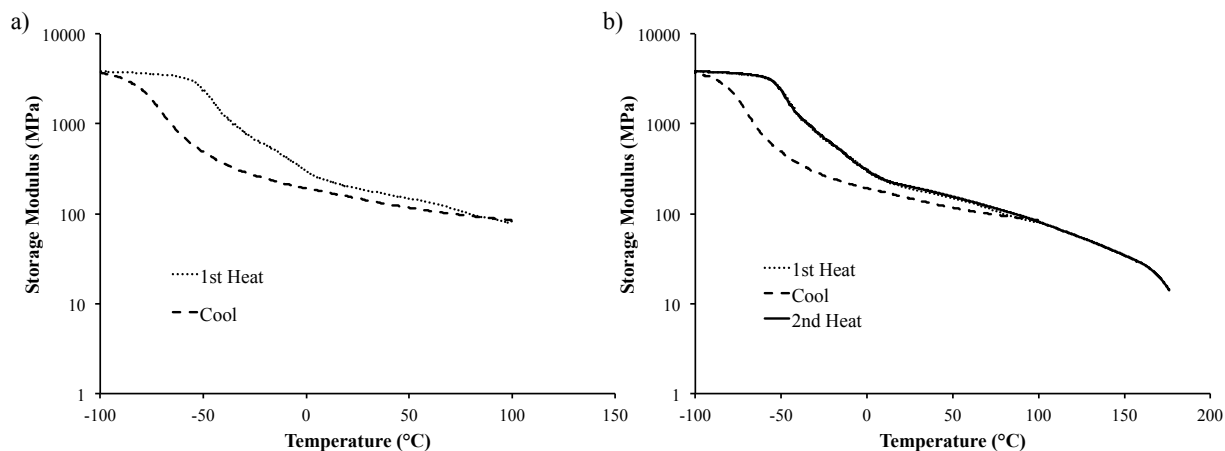 a)
10000
1000
100
10
1
Storage Modulus (MPa)
1st Heat
Cool
-100 -50 0 50 100 150
Temperature (°C)
b)
10000
1000
100
10
1
Storage Modulus (MPa)
1st Heat
Cool
2nd Heat
-100 -50 0 50 100 150 200
Temperature (°C)